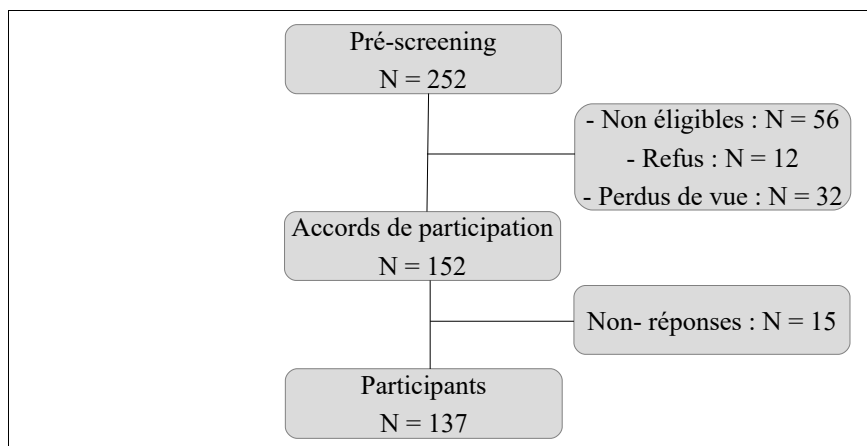 Pré-screening
N = 252
- Non éligibles : N = 56
- Refus : N = 12
- Perdus de vue : N = 32
Accords de participation
N = 152
Non- réponses : N = 15
Participants
N = 137